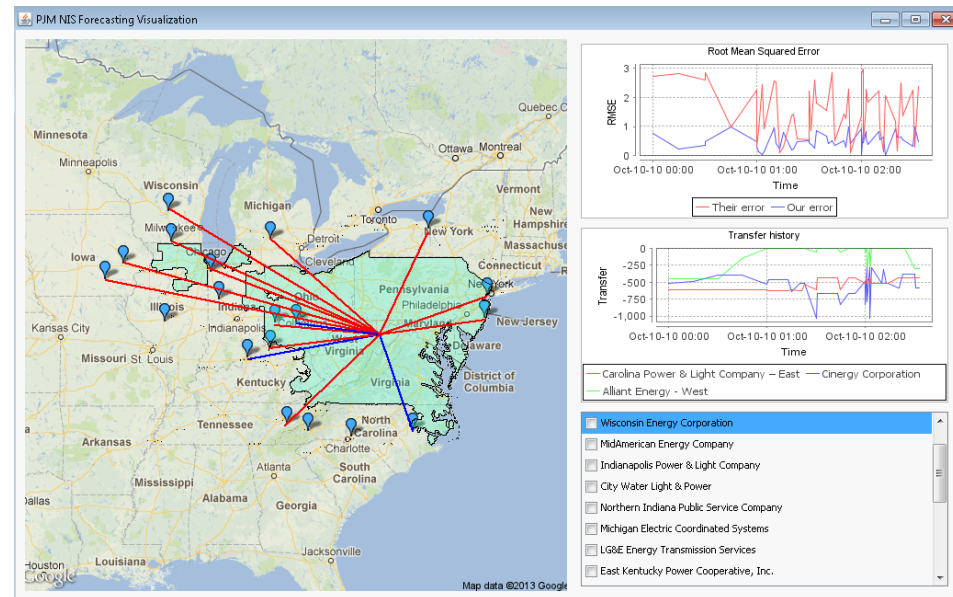 PJM NIS Forecasting Visualization
Minnesota
Minneapolis
Wisconsin
Michigan
Milwaukee
Iowa
Chicago
Detroit
Toronto
Ottawa Montreal
Quebec C
Vermont
New
Hampshire
New York
Massachuse
Connecticut
R
Cleveland
Pennsylvania
New York
Philadelphia
Ohio
Maryland
New Jersey
Illinois
Indiana
Indianapolis
Kansas City
Missouri St. Louis
West
Virginia
Delaware
District of
Columbia
Kentucky
Virginia
Tennessee
North
Carolina
Charlotte
Arkansas
Atlanta
South
Carolina
Mississippi
Alabama
Georgia
Dallas
Jacksonville
Louisiana
Houston
Google
Map data ©2013 Google
Root Mean Squared Error
3
2
1
0
RMSE
Oct-10-10 00:00 Oct-10-10 01:00 Oct-10-10 02:00
Time
Their error Our error
Transfer history
0
-250
-500
-750
-1,000
Transfer
Oct-10-10 00:00 Oct-10-10 01:00 Oct-10-10 02:00
Time
Carolina Power & Light Company – East Cinergy Corporation
Alliant Energy - West
Wisconsin Energy Corporation
MidAmerican Energy Company
Indianapolis Power & Light Company
City Water Light & Power
Northern Indiana Public Service Company
Michigan Electric Coordinated Systems
LG&E Energy Transmission Services
East Kentucky Power Cooperative, Inc.